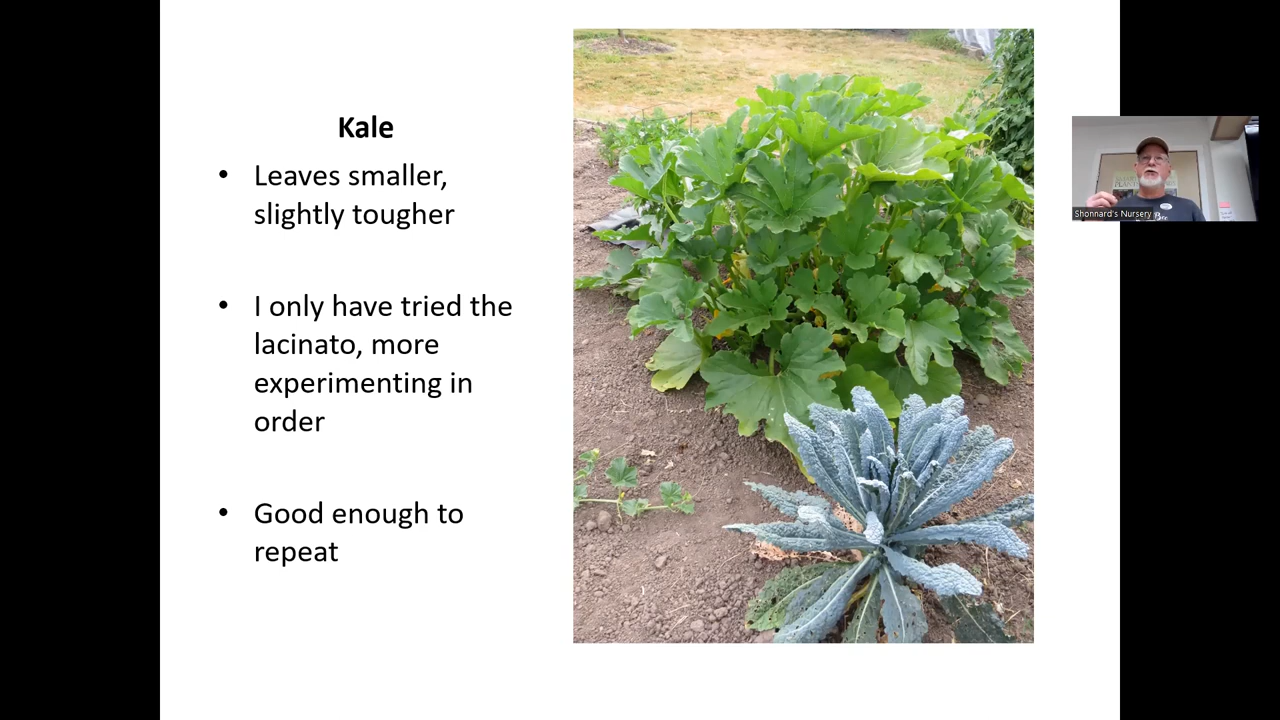 Kale
• Leaves smaller,
slightly tougher
• I only have tried the
lacinato, more
experimenting in
order
• Good enough to
repeat
Shonnard's Nursery